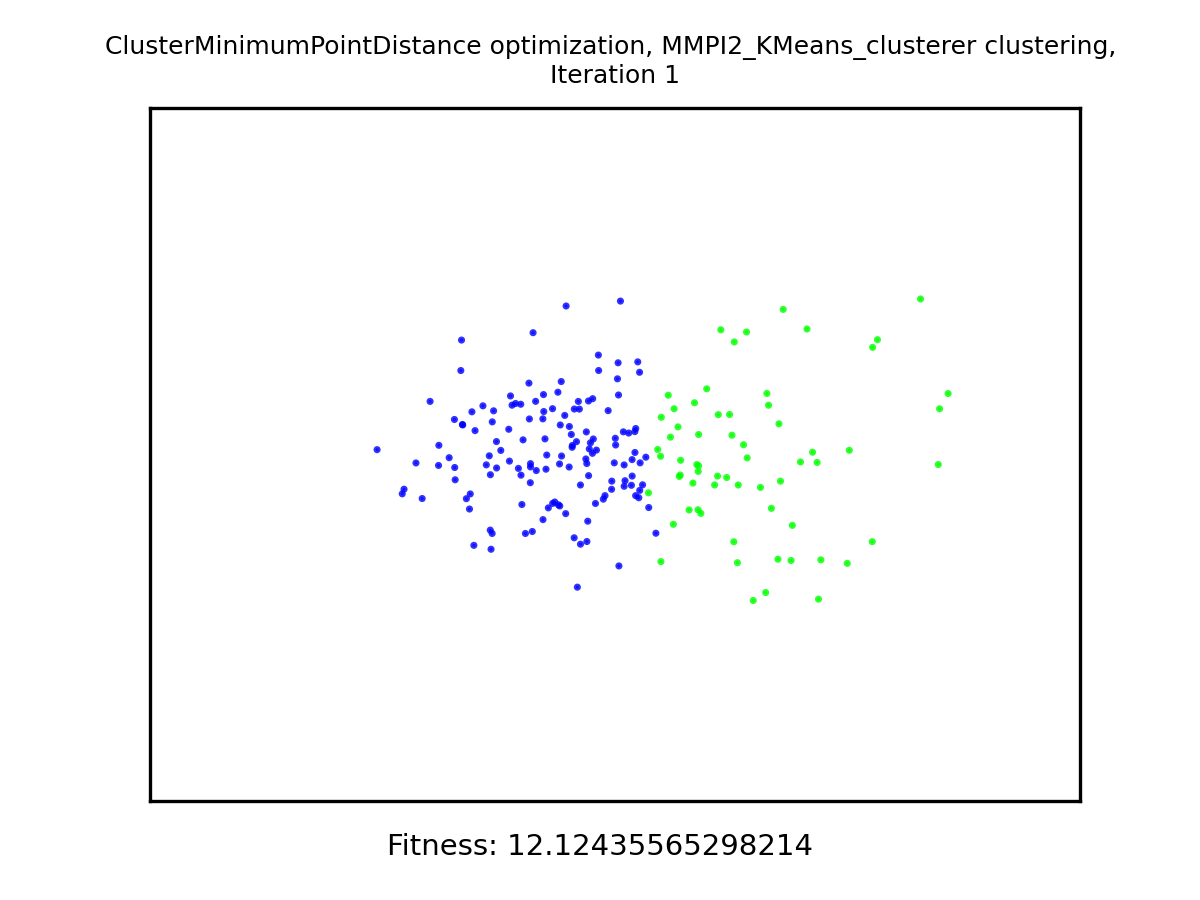 ClusterMinimumPointDistance optimization, MMPI2_KMeans_clusterer clustering,
Iteration 1
Fitness: 12.12435565298214